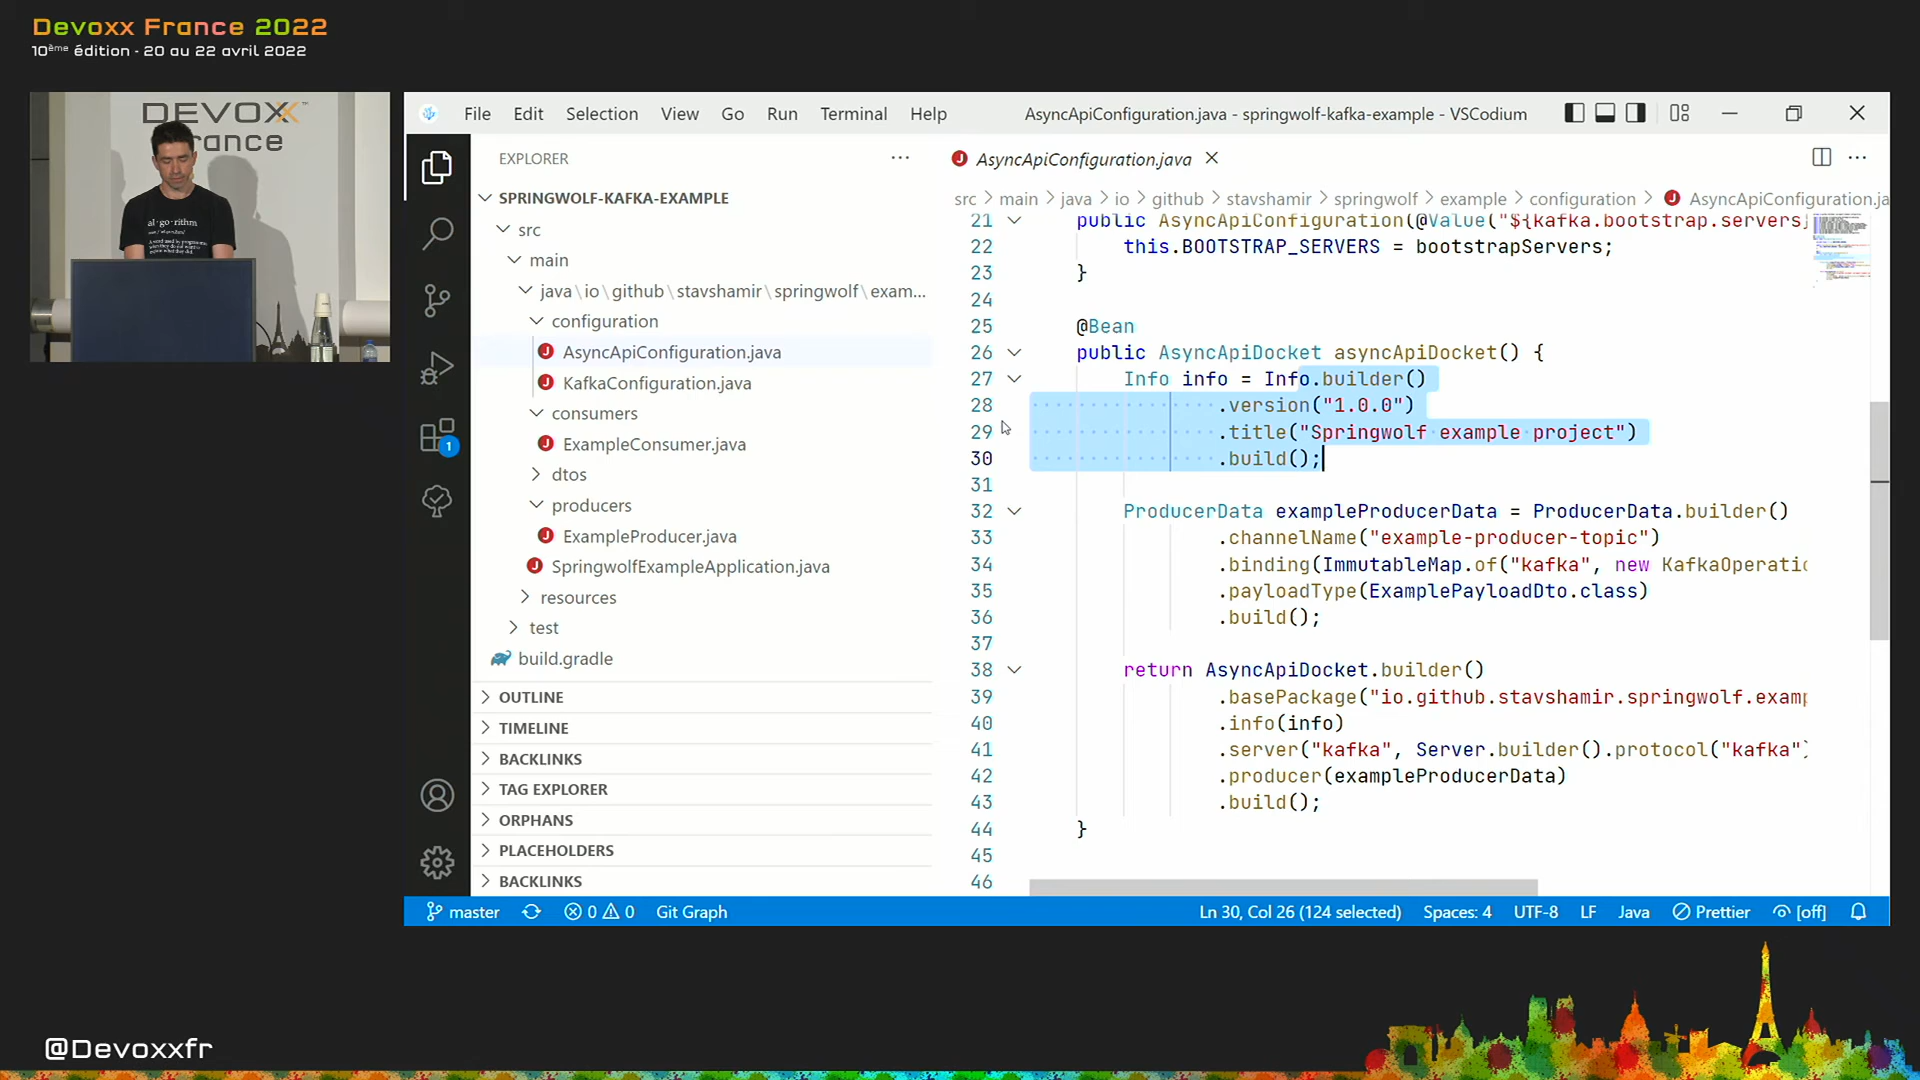 Devoxx France 2022
10ème édition - 20 au 22 avril 2022
DEVOXX™
France
al·go·rithm
File Edit Selection View Go Run Terminal Help
AsyncApiConfiguration.java - springwolf-kafka-example - VSCodium
EXPLORER
SPRINGWOLF-KAFKA-EXAMPLE
src
main
java\io\github\stavshamir\springwolf\exam...
configuration
AsyncApiConfiguration.java
KafkaConfiguration.java
consumers
ExampleConsumer.java
dtos
producers
ExampleProducer.java
SpringwolfExampleApplication.java
resources
test
build.gradle
OUTLINE
TIMELINE
BACKLINKS
TAG EXPLORER
ORPHANS
PLACEHOLDERS
BACKLINKS
1
J AsyncApiConfiguration.java
src > main > java > io > github > stavshamir > springwolf > example > configuration > J AsyncApiConfiguration.ja
21 public AsyncApiConfiguration(@Value("${kafka.bootstrap.servers}
22 this.BOOTSTRAP_SERVERS = bootstrapServers;
23 }
24
25 @Bean
26 public AsyncApiDocket asyncApiDocket() {
27 Info info = Info.builder()
28 .version("1.0.0")
29 .title("Springwolf example project")
30 .build();
31
32 ProducerData exampleProducerData = ProducerData.builder()
33 .channelName("example-producer-topic")
34 .binding(ImmutableMap.of("kafka", new KafkaOperatio
35 .payloadType(ExamplePayloadDto.class)
36 .build();
37
38 return AsyncApiDocket.builder()
39 .basePackage("io.github.stavshamir.springwolf.examp
40 .info(info)
41 .server("kafka", Server.builder().protocol("kafka")
42 .producer(exampleProducerData)
43 .build();
44 }
45
46
master 0 0 Git Graph
Ln 30, Col 26 (124 selected) Spaces: 4 UTF-8 LF Java Prettier [off]
@Devoxxfr